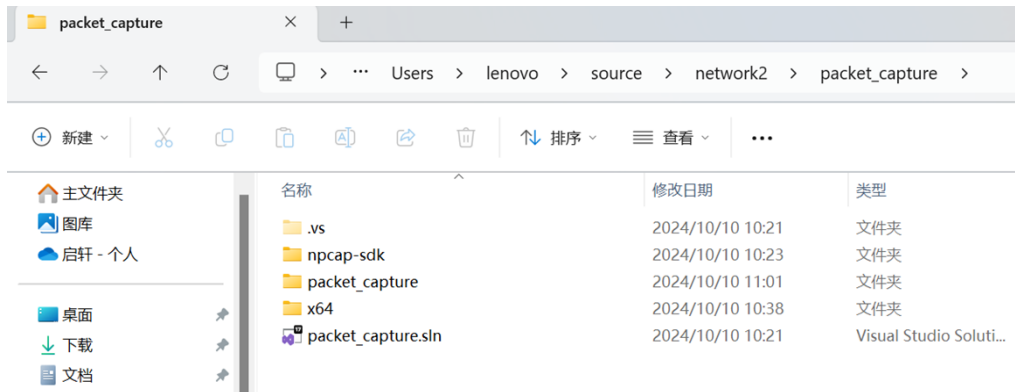 packet_capture
Users > lenovo > source > network2 > packet_capture >
新建 排序 查看
主文件夹
图库
启轩 - 个人
桌面
下载
文档
名称 修改日期 类型
.vs 2024/10/10 10:21 文件夹
npcap-sdk 2024/10/10 10:23 文件夹
packet_capture 2024/10/10 11:01 文件夹
x64 2024/10/10 10:38 文件夹
packet_capture.sln 2024/10/10 10:21 Visual Studio Soluti...